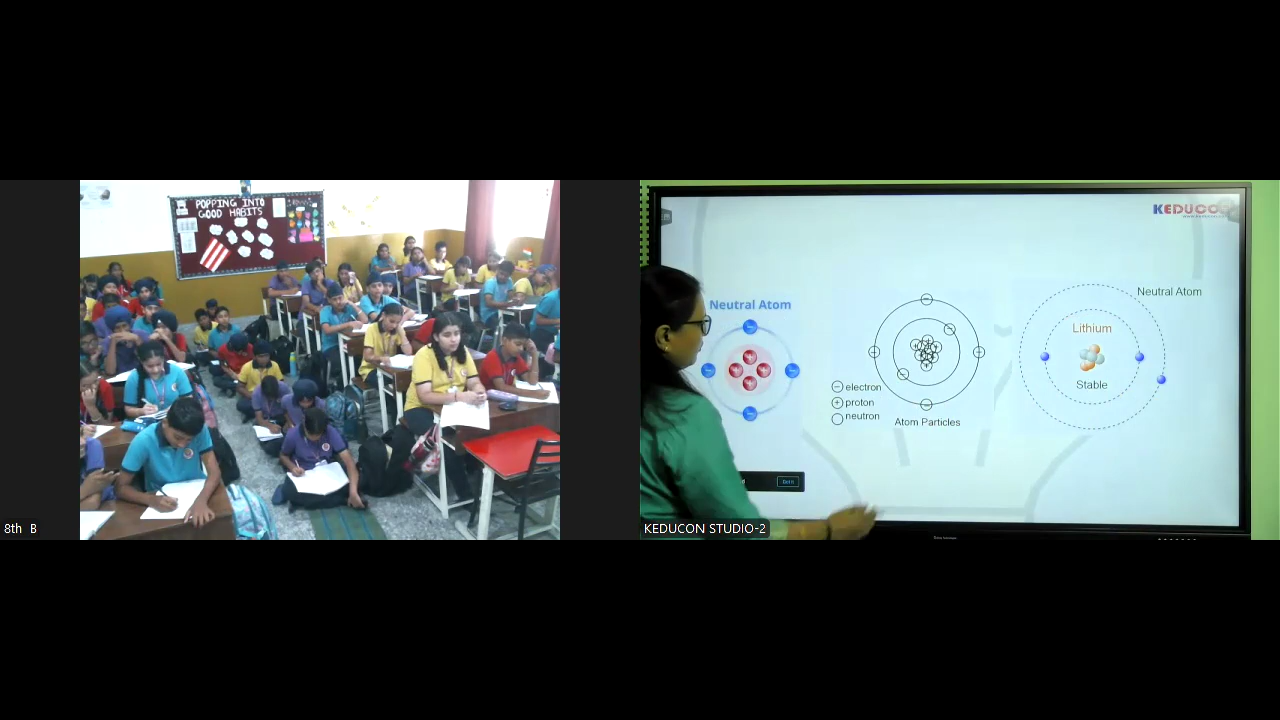 POPPING INTO
GOOD HABITS
8th B
KEDUCON
Neutral Atom
electron
proton
neutron
Atom Particles
Neutral Atom
Lithium
Stable
KEDUCON STUDIO-2